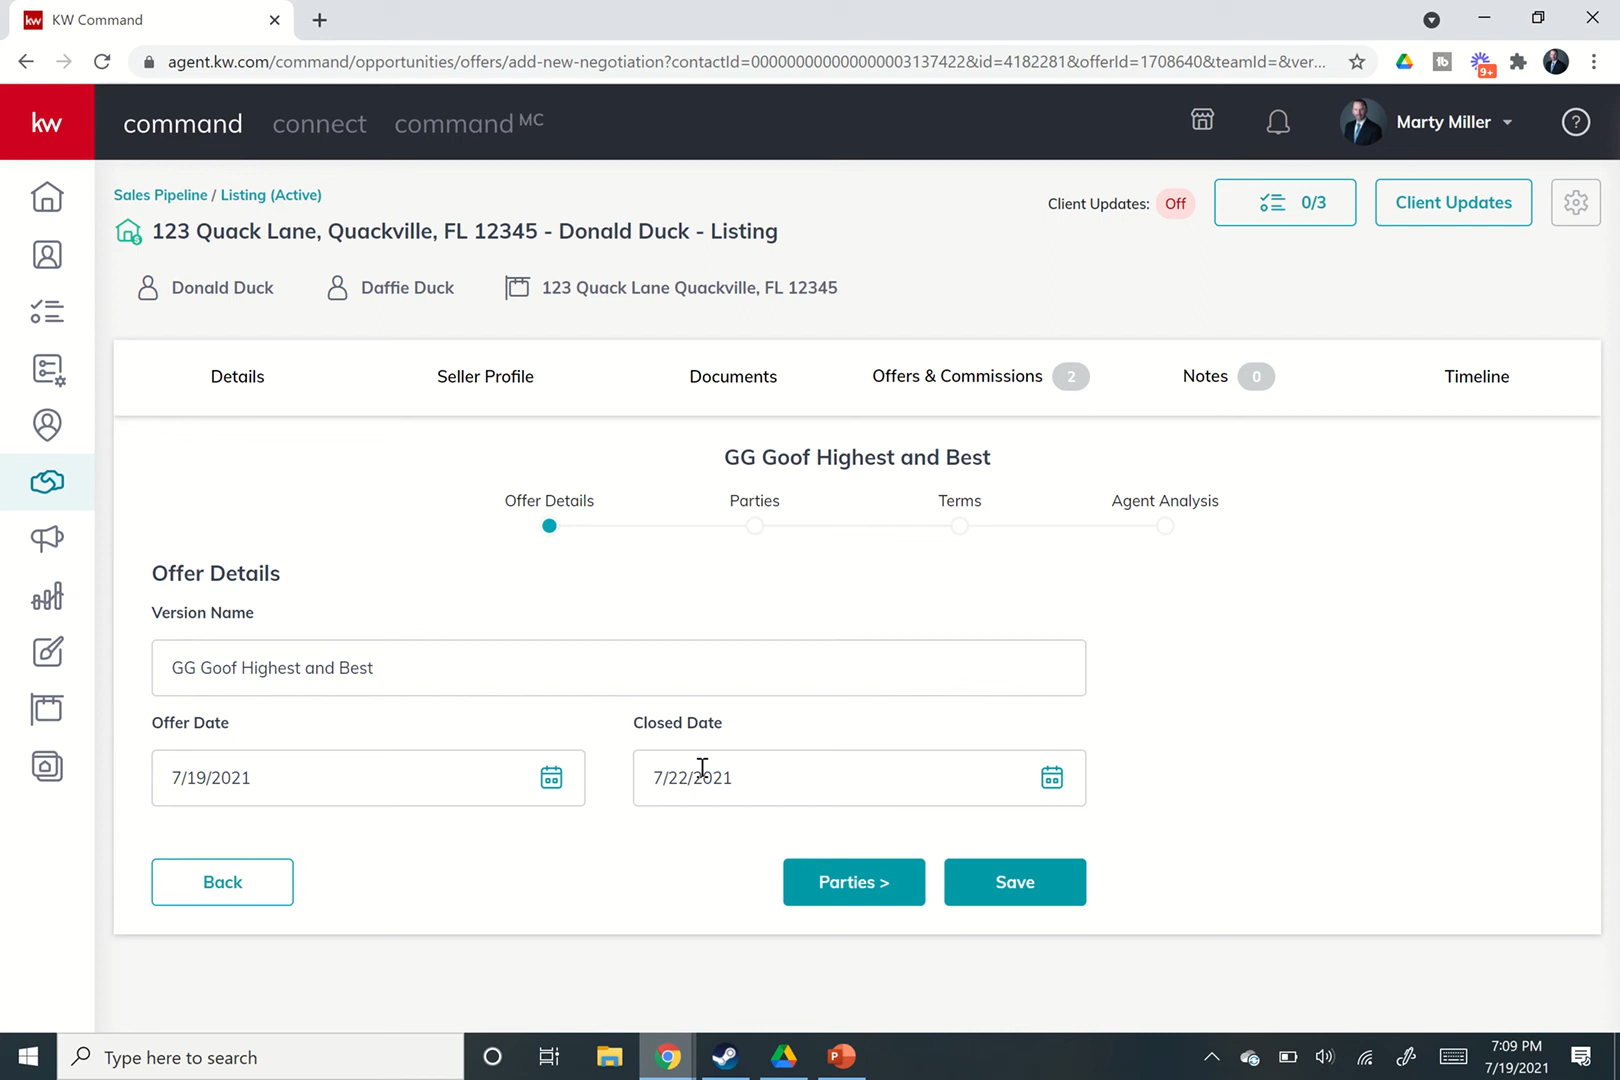 kw KW Command
agent.kw.com/command/opportunities/offers/add-new-negotiation?contactId=00000000000000003137422&id=4182281&offerId=1708640&teamId=&ver...
9+
kw command connect command MC Marty Miller ?
Sales Pipeline / Listing (Active)
Client Updates: Off 0/3 Client Updates
123 Quack Lane, Quackville, FL 12345 - Donald Duck - Listing
Donald Duck Daffie Duck 123 Quack Lane Quackville, FL 12345
Details Seller Profile Documents Offers & Commissions 2 Notes 0 Timeline
GG Goof Highest and Best
Offer Details Parties Terms Agent Analysis
Offer Details
Version Name
GG Goof Highest and Best
Offer Date Closed Date
7/19/2021 7/22/2021
Back Parties > Save
Type here to search
7:09 PM
7/19/2021